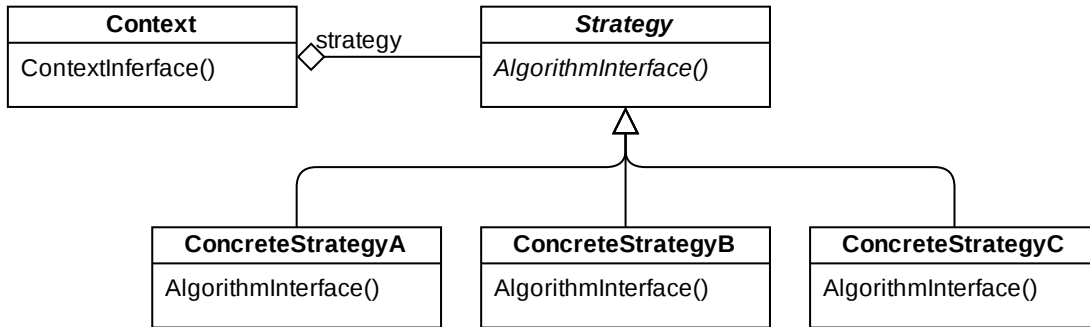 Context
ContextInferface()
strategy
Strategy
AlgorithmInterface()
ConcreteStrategyA
AlgorithmInterface()
ConcreteStrategyB
AlgorithmInterface()
ConcreteStrategyC
AlgorithmInterface()